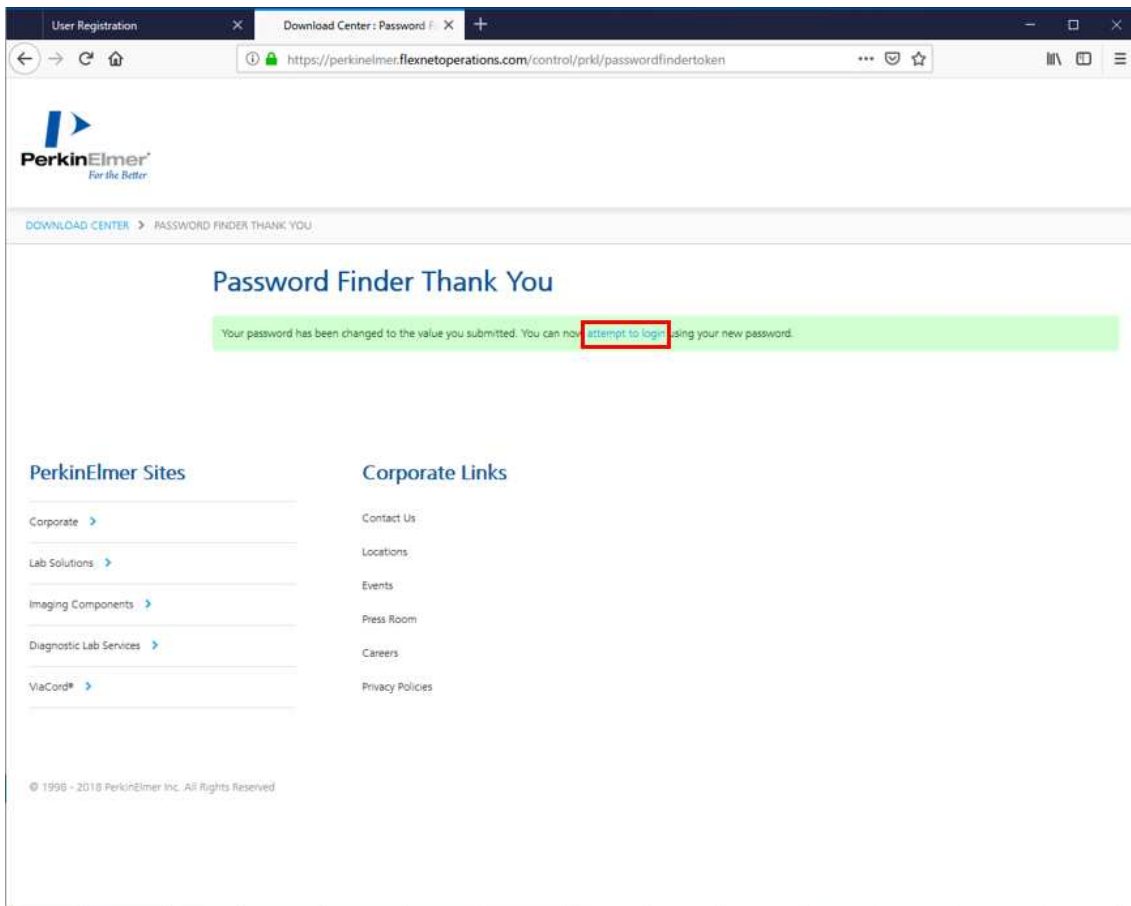 User Registration
Download Center : Password F
https://perkinelmer.flexnetoperations.com/control/prkl/passwordfindertoken
PerkinElmer
For the Better
DOWNLOAD CENTER > PASSWORD FINDER THANK YOU
Password Finder Thank You
Your password has been changed to the value you submitted. You can now attempt to login using your new password.
PerkinElmer Sites
Corporate >
Lab Solutions >
Imaging Components >
Diagnostic Lab Services >
ViaCord® >
Corporate Links
Contact Us
Locations
Events
Press Room
Careers
Privacy Policies
© 1998 - 2018 PerkinElmer Inc. All Rights Reserved